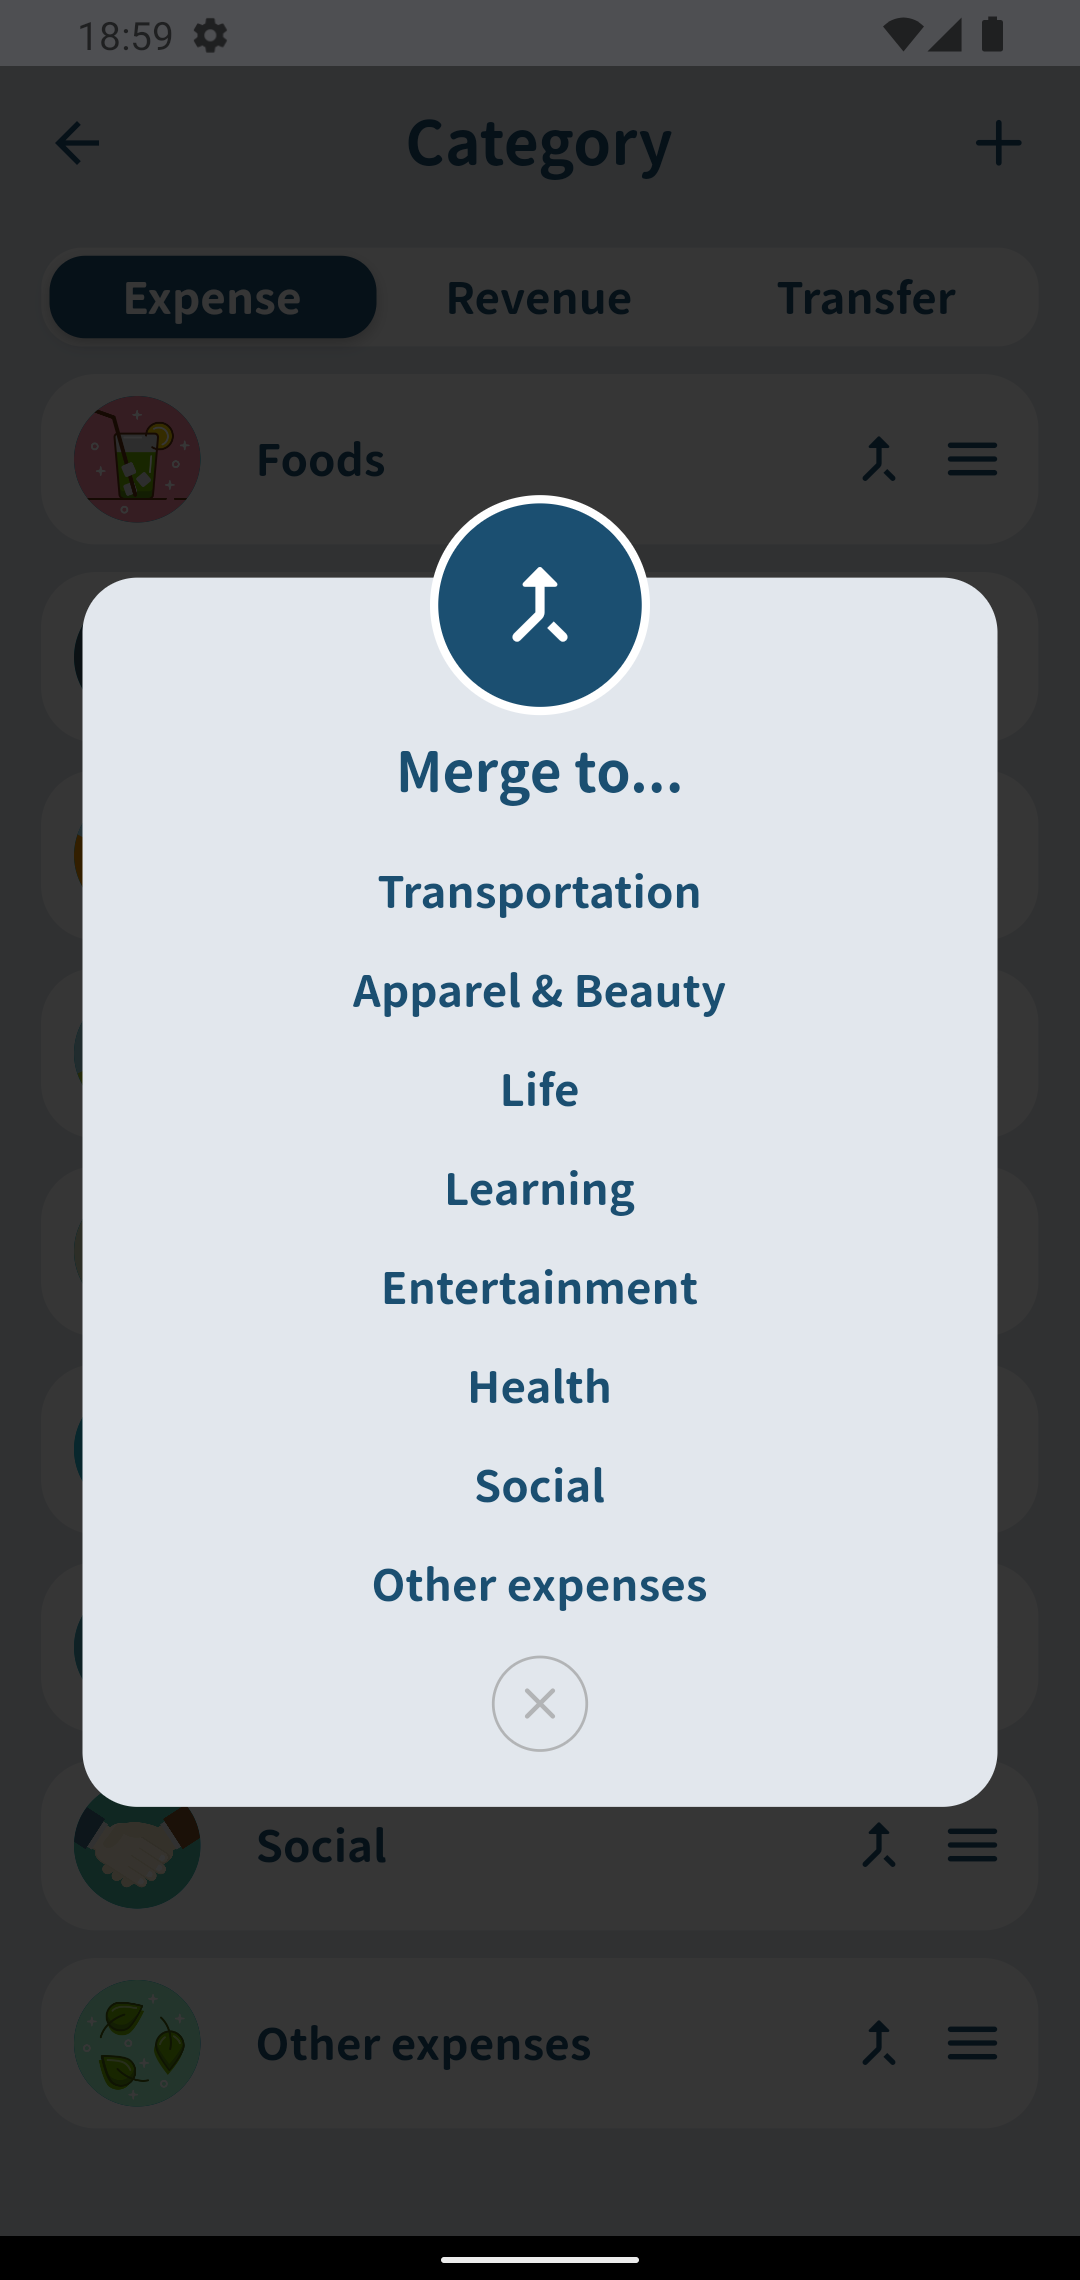 18:59
Category
Expense
Revenue
Transfer
Foods
Merge to...
Transportation
Apparel & Beauty
Life
Learning
Entertainment
Health
Social
Other expenses
Social
Other expenses